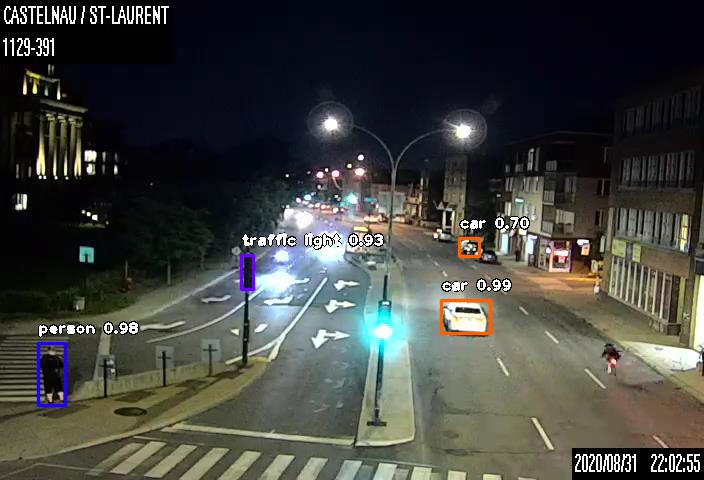 CASTELNAU / ST-LAURENT
1129-391
car 0.70
traffic light 0.93
car 0.99
person 0.98
2020/08/31 22:02:55